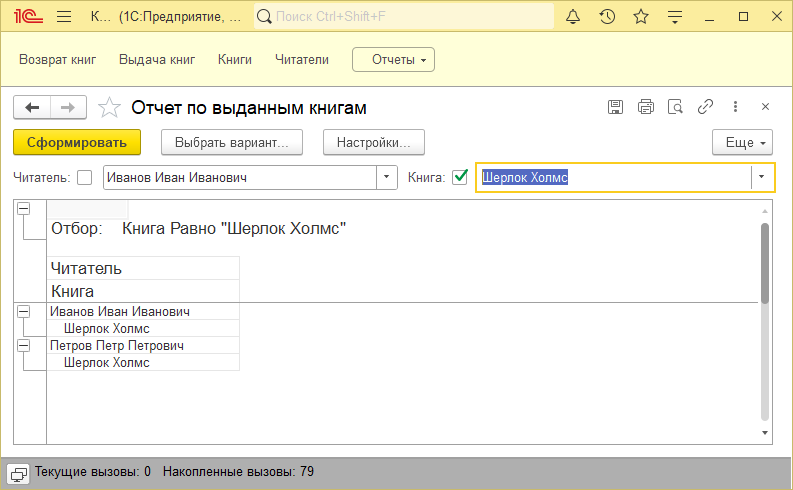 1С К... (1С:Предприятие, ... Поиск Ctrl+Shift+F
Возврат книг Выдача книг Книги Читатели Отчеты
Отчет по выданным книгам
Сформировать Выбрать вариант... Настройки... Еще
Читатель: Иванов Иван Иванович Книга: Шерлок Холмс
Отбор: Книга Равно "Шерлок Холмс"
Читатель
Книга
Иванов Иван Иванович
Шерлок Холмс
Петров Петр Петрович
Шерлок Холмс
Текущие вызовы: 0 Накопленные вызовы: 79